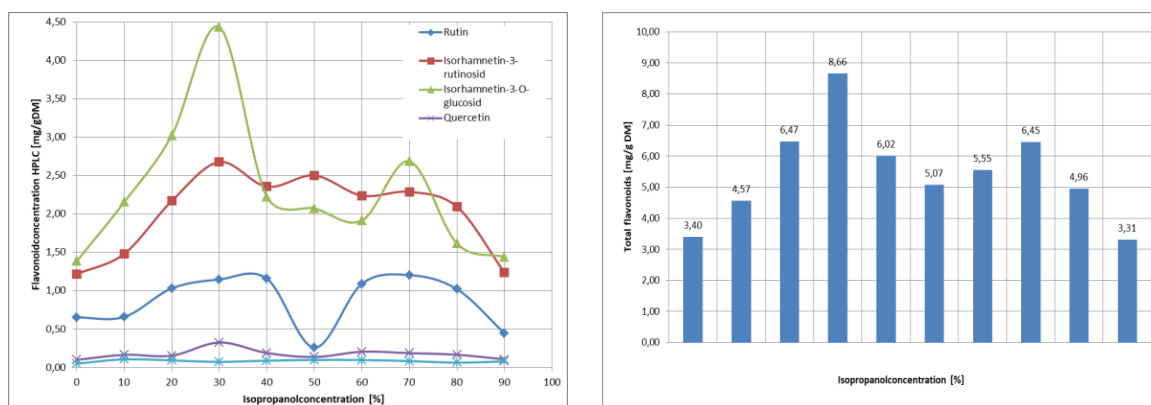 4,50
4,00
3,50
3,00
2,50
2,00
1,50
1,00
0,50
0,00
Flavonoidconcentration HPLC [mg/gDM]
0 10 20 30 40 50 60 70 80 90 100
Isopropanolconcentration [%]
Rutin
Isorhamnetin-3-
rutinosid
Isorhamnetin-3-O-
glucosid
Quercetin
10,00
9,00
8,00
7,00
6,00
5,00
4,00
3,00
2,00
1,00
0,00
Total flavonoids [mg/g DM]
3,40 4,57 6,47 8,66 6,02 5,07 5,55 6,45 4,96 3,31
Isopropanolconcentration [%]